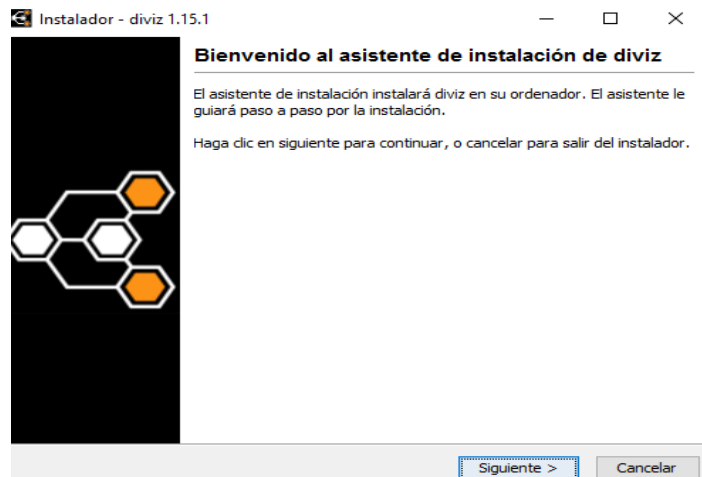 Instalador - diviz 1.15.1
Bienvenido al asistente de instalación de diviz
El asistente de instalación instalará diviz en su ordenador. El asistente le
guiará paso a paso por la instalación.
Haga clic en siguiente para continuar, o cancelar para salir del instalador.
Siguiente >
Cancelar